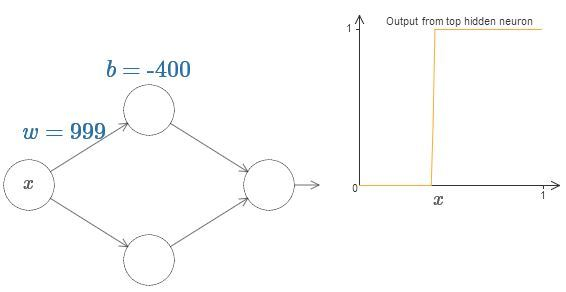 b = -400
w = 999
x
Output from top hidden neuron
1
0
x
1